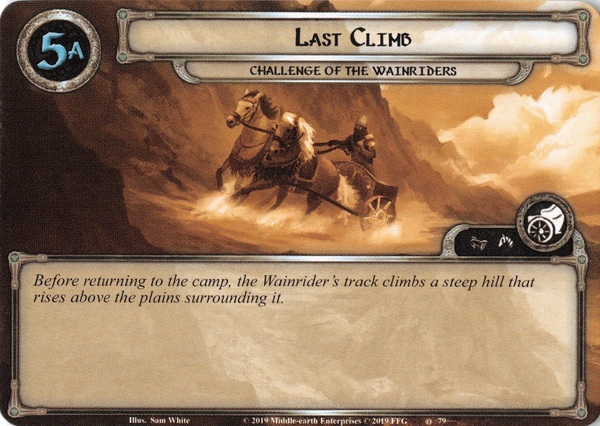 5A
Last Climb
Challenge of the Wainriders
Before returning to the camp, the Wainrider's track climbs a steep hill that
rises above the plains surrounding it.
Illus. Sam White © 2019 Middle-earth Enterprises © 2019 FFG 79